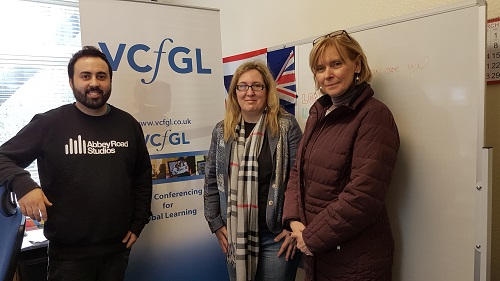 VCfGL
www.vcfgl.co.uk
VCfGL
Conferencing
for
bal Learning
Abbey Road
Studios